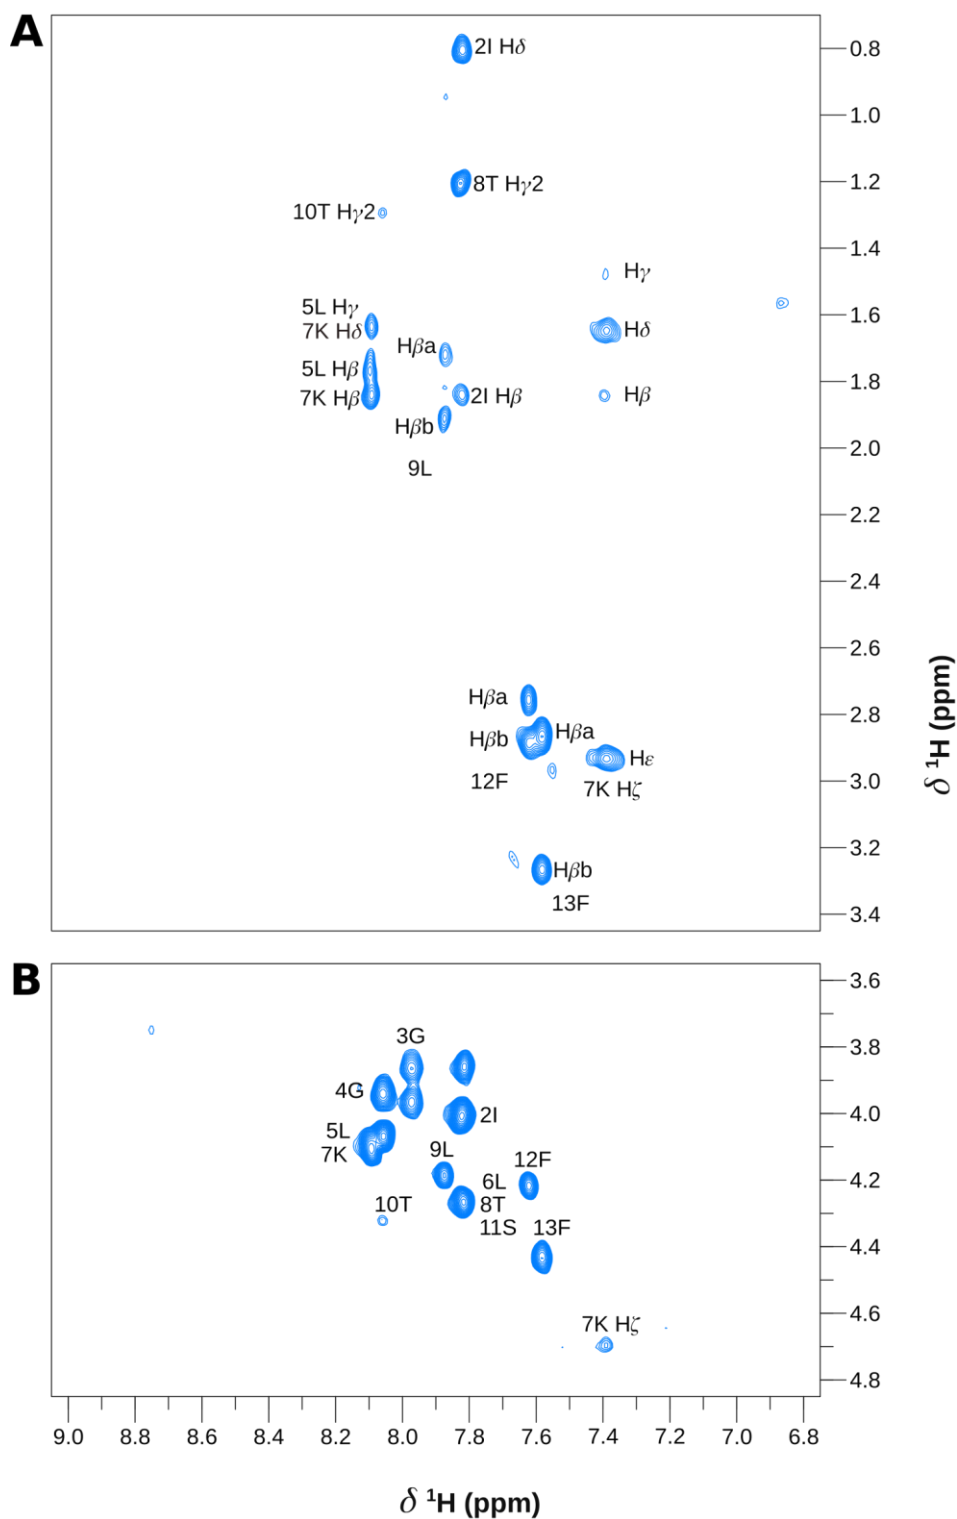 A
2I Hδ
0.8
1.0
8T Hγ2
1.2
10T Hγ2
1.4
Hγ
5L Hγ
1.6
7K Hδ
Hδ
Hβa
5L Hβ
1.8
7K Hβ
2I Hβ
Hβ
Hβb
2.0
9L
2.2
2.4
2.6
Hβa
2.8
Hβb
Hβa
Hε
12F
7K Hζ
3.0
3.2
Hβb
13F
3.4
δ ¹H (ppm)
B
3.6
3G
3.8
4G
4.0
2I
5L
7K
9L
12F
4.2
6L
10T
8T
11S
13F
4.4
7K Hζ
4.6
4.8
9.0 8.8 8.6 8.4 8.2 8.0 7.8 7.6 7.4 7.2 7.0 6.8
δ ¹H (ppm)